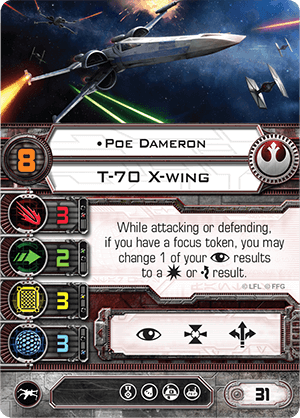 • Poe Dameron
8
T-70 X-wing
3
2
3
3
While attacking or defending,
if you have a focus token, you may
change 1 of your results
to a or result.
© LFL © FFG
31